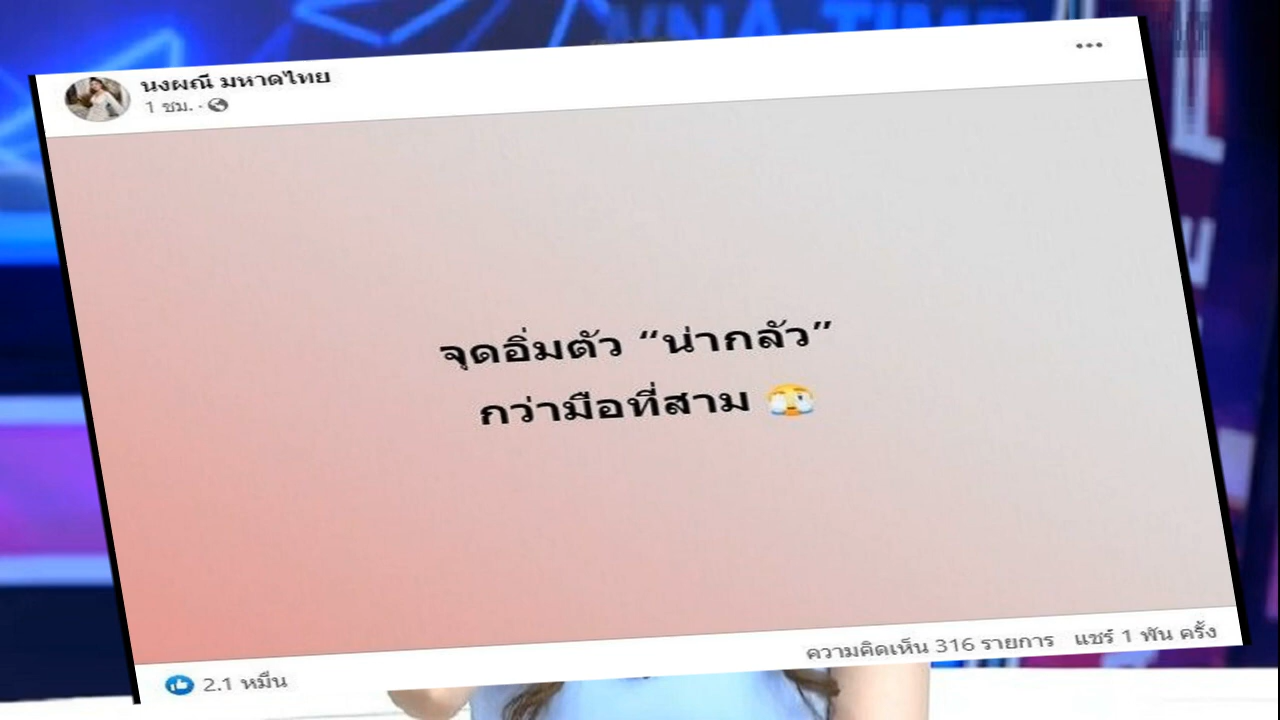 นงผณี มหาดไทย
1 ชม.
จุดอิ่มตัว “น่ากลัว”
กว่ามือที่สาม
2.1 หมื่น
ความคิดเห็น 316 รายการ แชร์ 1 พัน ครั้ง